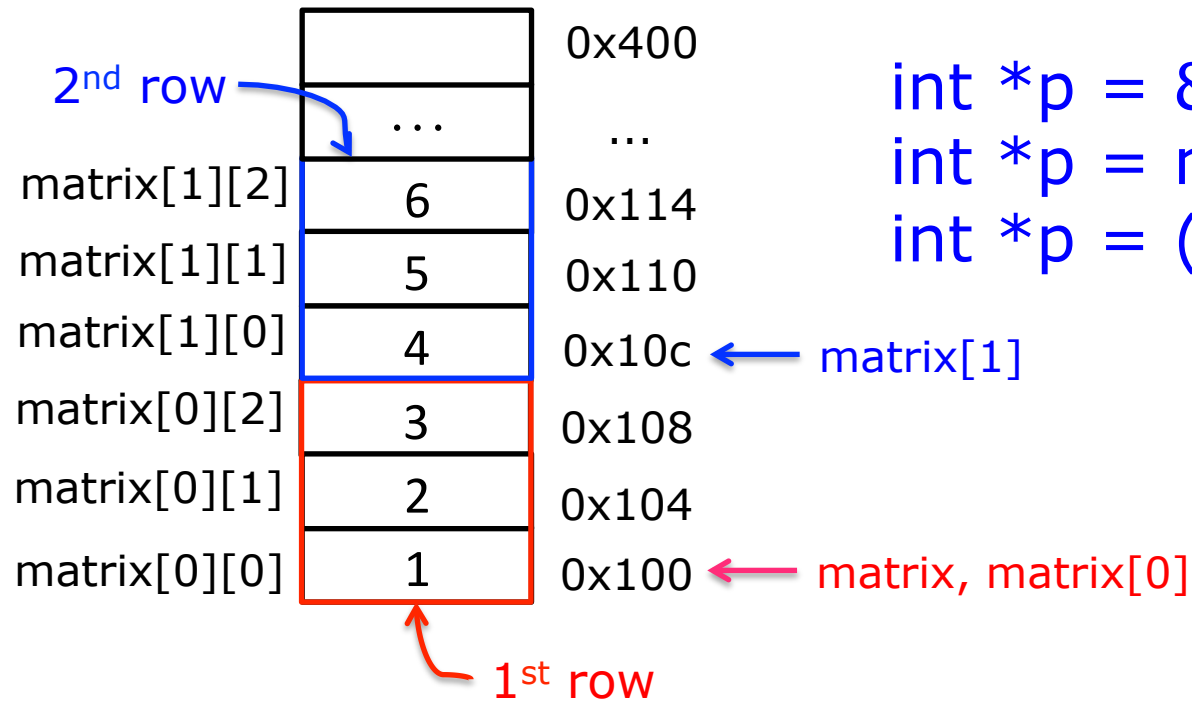 0x400
int *p =
2nd row
...
...
int *p =
matrix[1][2]
6
0x114
int *p = (
matrix[1][1]
5
0x110
matrix[1][0]
4
0x10c
matrix[1]
matrix[0][2]
3
0x108
matrix[0][1]
2
0x104
matrix[0][0]
1
0x100
matrix, matrix[0]
1st row